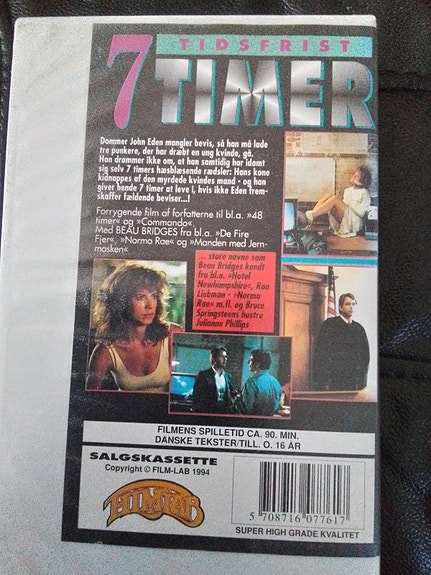 TIDSFRIST
7 TIMER
Dommer John Eden mangler bevis, så han må lade
tre punkere, der har dræbt en ung kvinde, gå.
Han drømmer ikke om, at han samtidig har idømt
sig selv 7 timers hæsblæsende rædsler: Hans kone
kidnappes af den myrdede kvindes mand - og han
giver hende 7 timer at leve i, hvis ikke Eden frem-
skaffer fældende beviser...!
Forrygende film af forfatterne til bl.a. »48
timer« og »Commando«.
Med BEAU BRIDGES fra bl.a. »De Fire
Fjer«, »Norma Rae« og »Manden med Jern-
masken«
... store navne som
Beau Bridges kendt
fra bl.a. »Hotel
Newhampshire«, Ron
Liebman - »Norma
Rae« m.fl. og Bruce
Springsteens hustru
Julianne Phillips
FILMENS SPILLETID CA. 90. MIN.
DANSKE TEKSTER/TILL. O. 16 ÅR
SALGSKASSETTE
Copyright © FILM-LAB 1994
FILMLAB
5 708716 077617
SUPER HIGH GRADE KVALITET